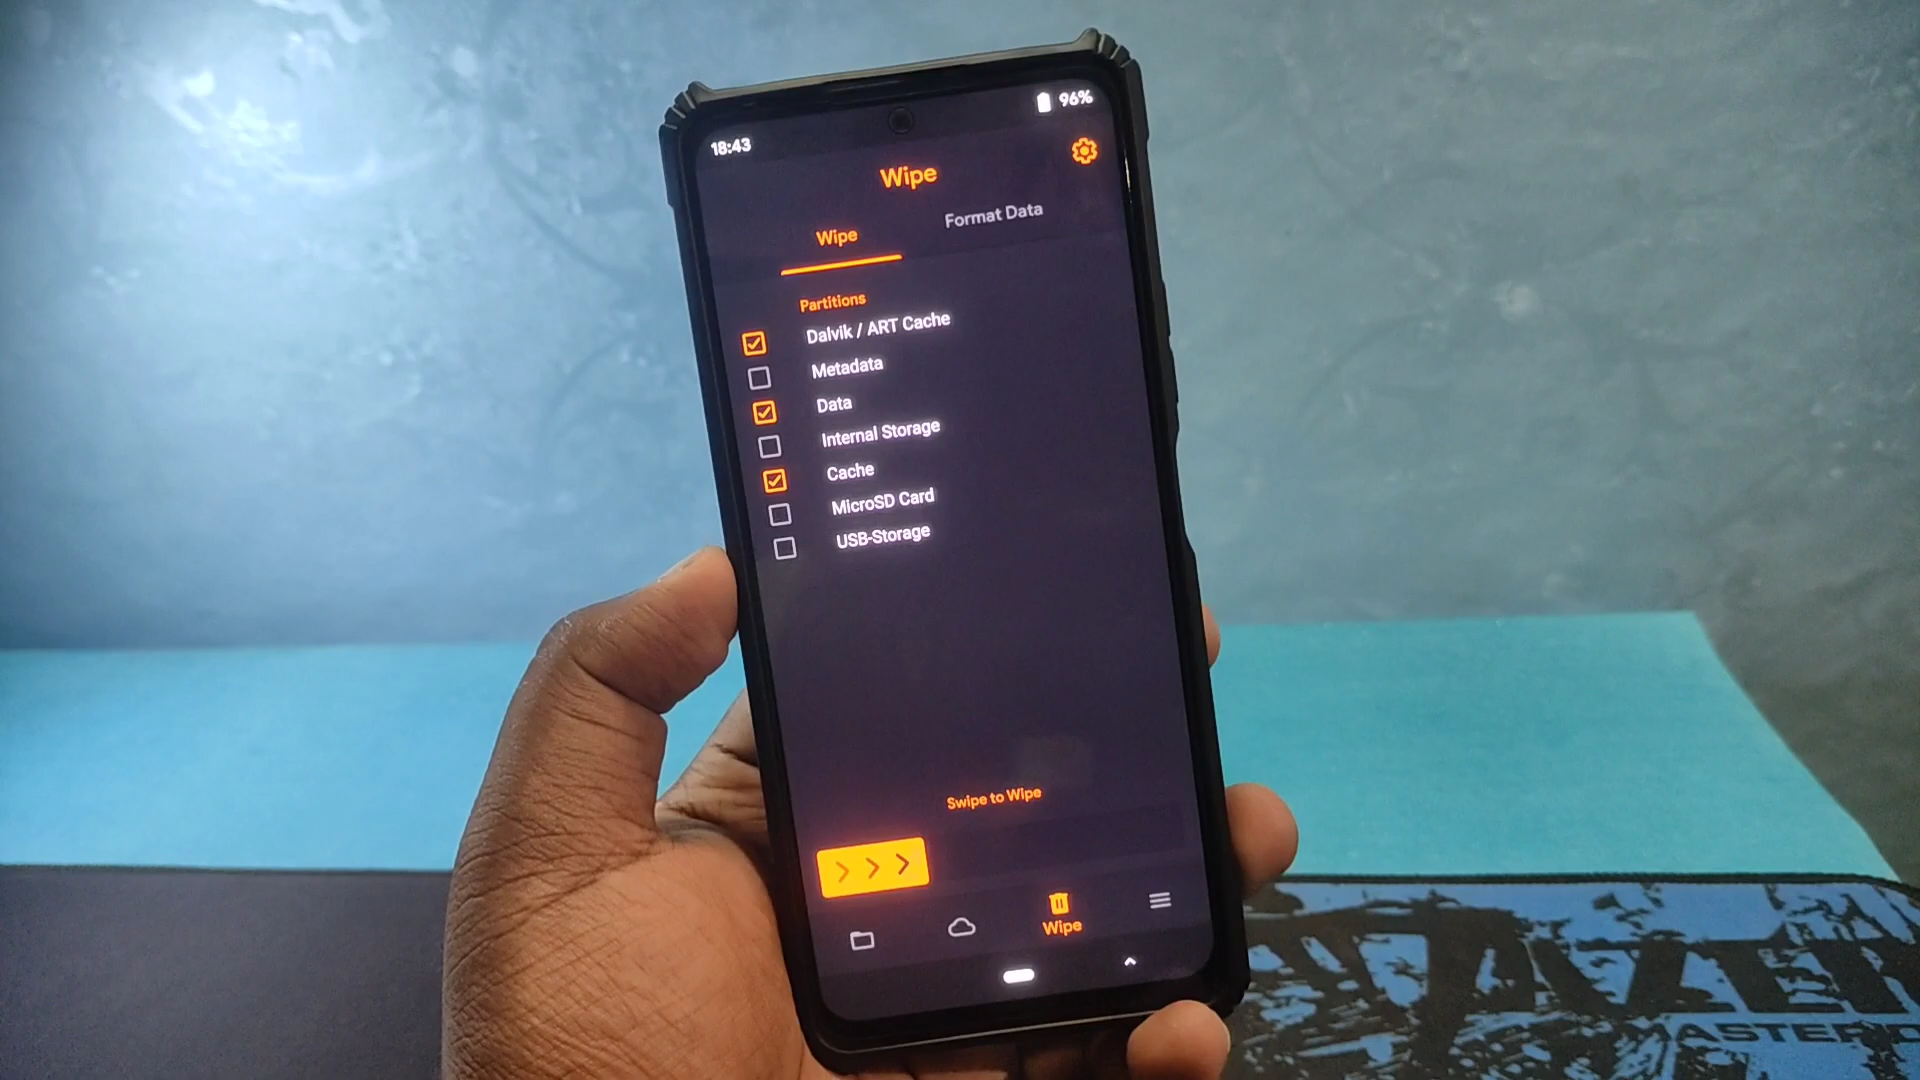 18:43
96%
Wipe
Wipe
Format Data
Partitions
Dalvik / ART Cache
Metadata
Data
Internal Storage
Cache
MicroSD Card
USB-Storage
Swipe to Wipe
Wipe